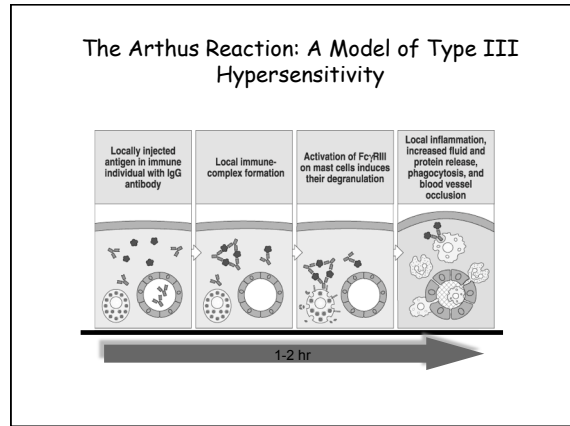 The Arthus Reaction: A Model of Type III
Hypersensitivity
Locally injected
antigen in immune
individual with IgG
antibody
Local immune-
complex formation
Activation of FcγRIII
on mast cells induces
their degranulation
Local inflammation,
increased fluid and
protein release,
phagocytosis, and
blood vessel
occlusion
1-2 hr